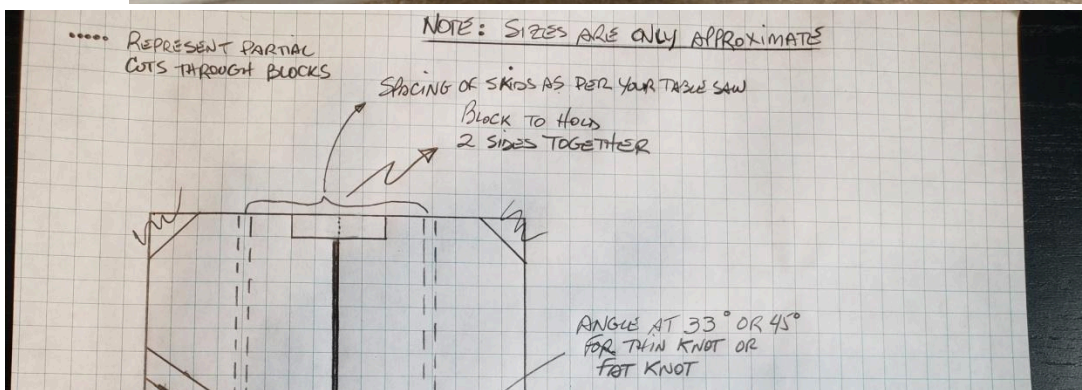 NOTE: SIZES ARE ONLY APPROXIMATE
..... REPRESENT PARTIAL
CUTS THROUGH BLOCKS
SPACING OF SKIDS AS PER YOUR TABLE SAW
BLOCK TO HOLD
2 SIDES TOGETHER
ANGLE AT 33° OR 45°
FOR THIN KNOT OR
FAT KNOT